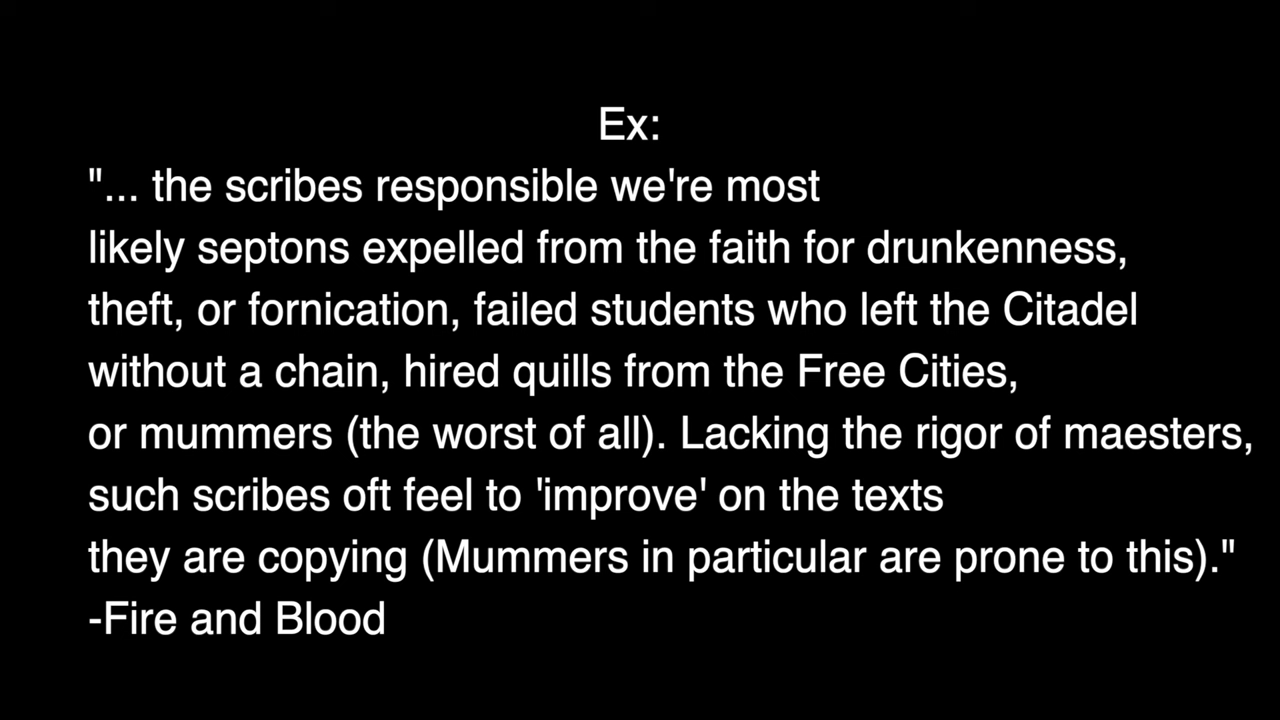 Ex:
"... the scribes responsible we're most
likely septons expelled from the faith for drunkenness,
theft, or fornication, failed students who left the Citadel
without a chain, hired quills from the Free Cities,
or mummers (the worst of all). Lacking the rigor of maesters,
such scribes oft feel to 'improve' on the texts
they are copying (Mummers in particular are prone to this)."
-Fire and Blood